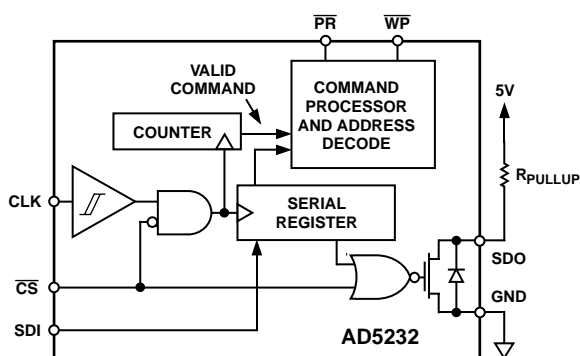 PR WP
VALID
COMMAND
COMMAND
PROCESSOR
AND ADDRESS
DECODE
5V
COUNTER
RPULLUP
CLK
SERIAL
REGISTER
SDO
CS
GND
SDI
AD5232